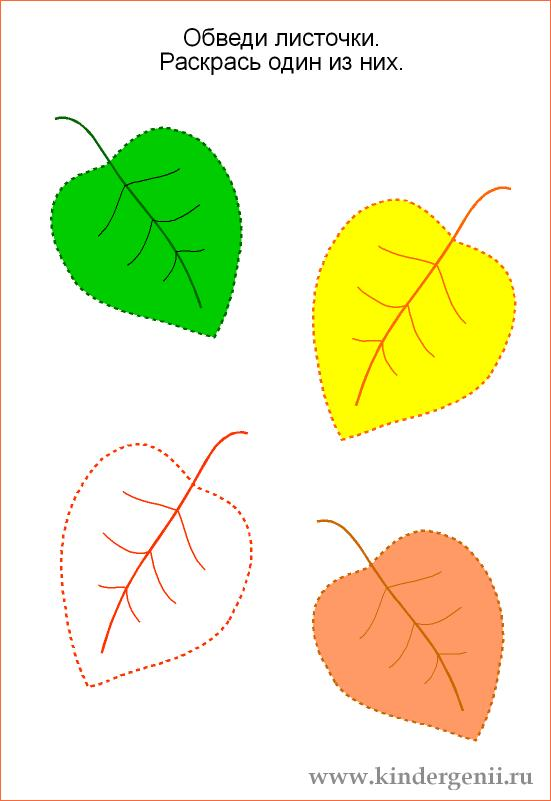 Обведи листочки.
Раскрась один из них.
www.kindergenii.ru